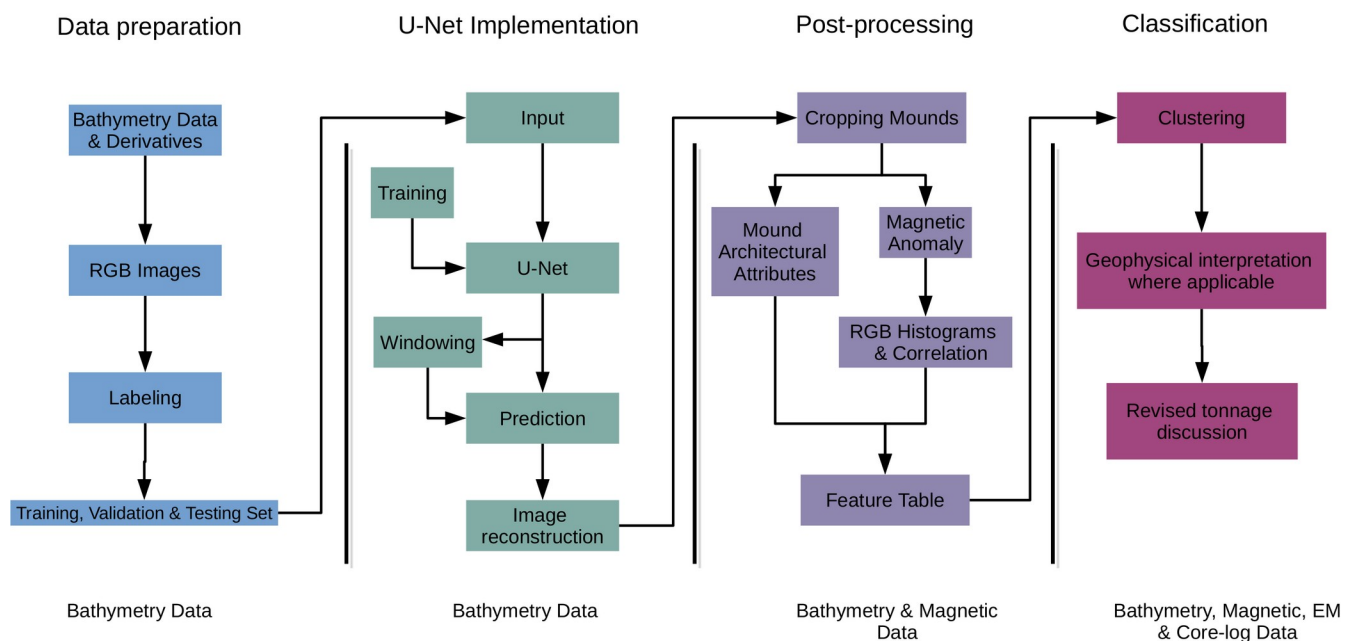 Data preparation
U-Net Implementation
Post-processing
Classification
Bathymetry Data
& Derivatives
RGB Images
Labeling
Training, Validation & Testing Set
Bathymetry Data
Input
Training
U-Net
Windowing
Prediction
Image
reconstruction
Bathymetry Data
Cropping Mounds
Mound
Architectural
Attributes
Magnetic
Anomaly
RGB Histograms
& Correlation
Feature Table
Bathymetry & Magnetic
Data
Clustering
Geophysical interpretation
where applicable
Revised tonnage
discussion
Bathymetry, Magnetic, EM
& Core-log Data